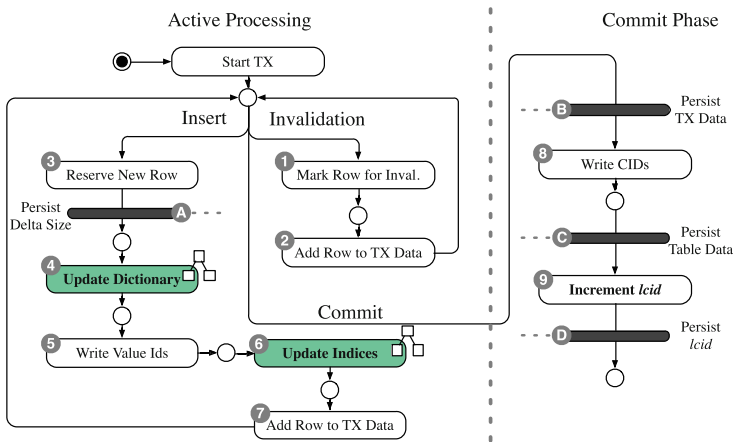 Active Processing
Commit Phase
Start TX
Insert
Invalidation
3
Reserve New Row
1
Mark Row for Inval.
Persist
Delta Size
A
2
Add Row to TX Data
4
Update Dictionary
Commit
5
Write Value Ids
6
Update Indices
7
Add Row to TX Data
B
Persist
TX Data
8
Write CIDs
C
Persist
Table Data
9
Increment lcid
D
Persist
lcid